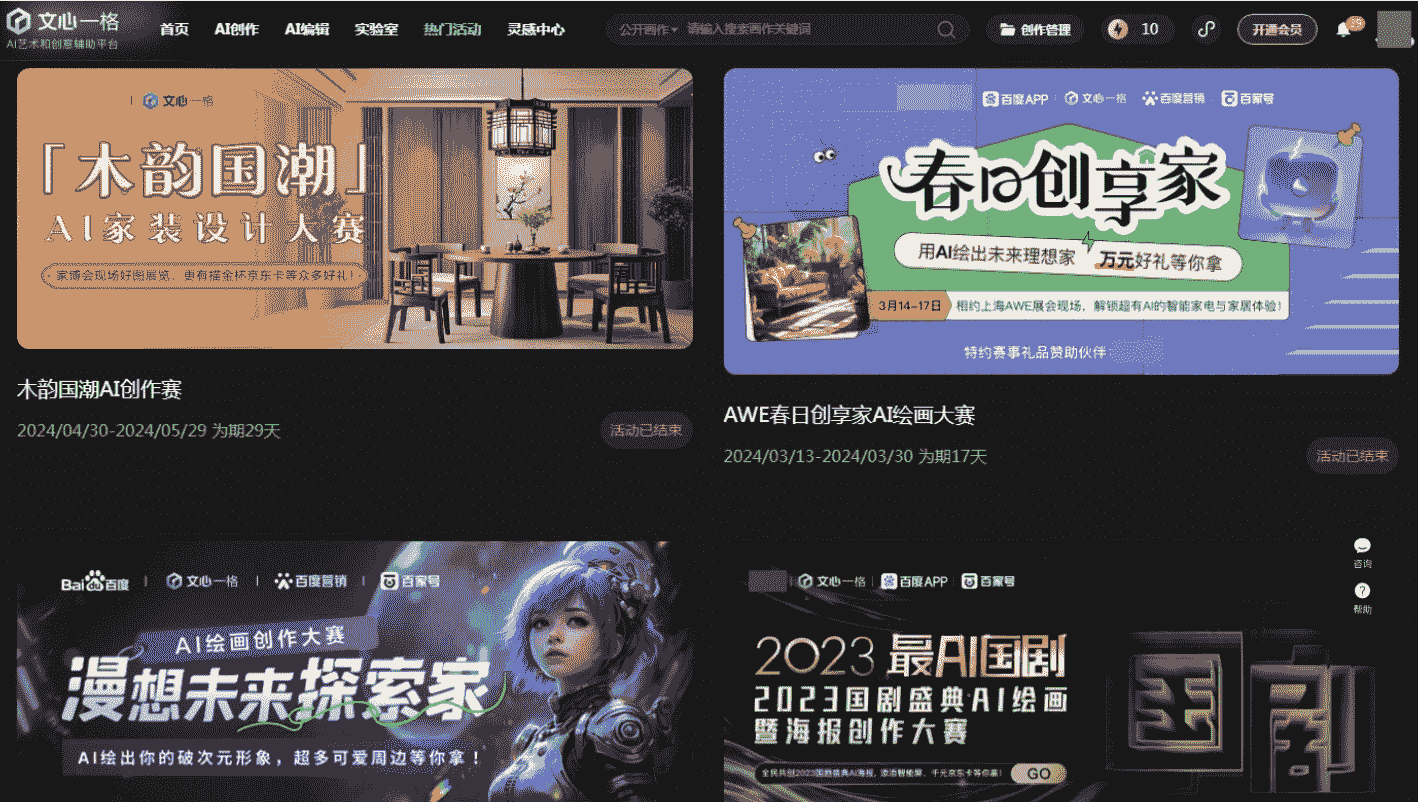 文心一格
AI艺术和创意辅助平台
首页
AI创作
AI编辑
实验室
热门活动
灵感中心
公开画作
请输入搜索画作关键词
创作管理
10
开通会员
文心一格
「木韵国潮」
AI家装设计大赛
家博会现场好图展览，更有福金杯京东卡等众多好礼！
木韵国潮AI创作赛
2024/04/30-2024/05/29 为期29天
活动已结束
百度APP
文心一格
百度营销
百家号
春日创享家
用AI绘出未来理想家 万元好礼等你拿
3月14-17日
相约上海AWE展会现场，解锁超有AI的智能家电与家居体验！
特约赛事礼品赞助伙伴：
AWE春日创享家AI绘画大赛
2024/03/13-2024/03/30 为期17天
活动已结束
Bai du 百度
文心一格
百度营销
百家号
AI绘画创作大赛
漫想未来探索家
AI绘出你的破次元形象，超多可爱周边等你拿！
文心一格
百度APP
百家号
2023 最AI国剧
2023国剧盛典AI绘画
暨海报创作大赛
GO
国剧
咨询
?
帮助